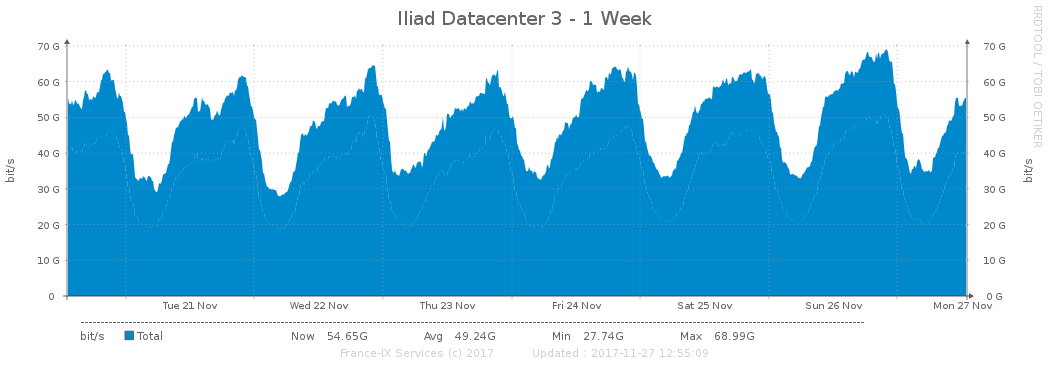 Iliad Datacenter 3 - 1 Week
RRDTOOL / TOBI OETIKER
bit/s
70 G
60 G
50 G
40 G
30 G
20 G
10 G
0
70 G
60 G
50 G
40 G
30 G
20 G
10 G
0 G
bit/s
Tue 21 Nov Wed 22 Nov Thu 23 Nov Fri 24 Nov Sat 25 Nov Sun 26 Nov Mon 27 Nov
bit/s Total Now 54.65G Avg 49.24G Min 27.74G Max 68.99G
France-IX Services (c) 2017 Updated : 2017-11-27 12:55:09